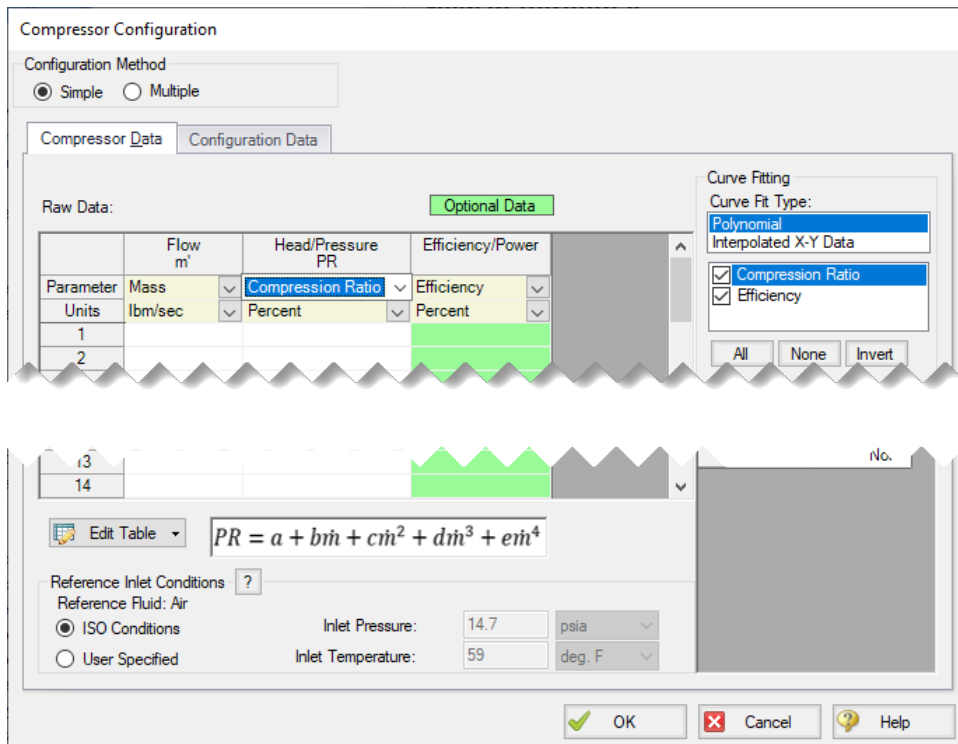 Compressor Configuration
Configuration Method
Simple Multiple
Compressor Data Configuration Data
Raw Data: Optional Data
Flow Head/Pressure Efficiency/Power
m' PR
Parameter Mass Compression Ratio Efficiency
Units lbm/sec Percent Percent
1
2
Curve Fitting
Curve Fit Type:
Polynomial
Interpolated X-Y Data
Compression Ratio
Efficiency
All None Invert
13
14
No.
Edit Table PR = a + bṁ + cṁ² + dṁ³ + eṁ⁴
Reference Inlet Conditions ?
Reference Fluid: Air
ISO Conditions Inlet Pressure: 14.7 psia
User Specified Inlet Temperature: 59 deg. F
OK Cancel Help